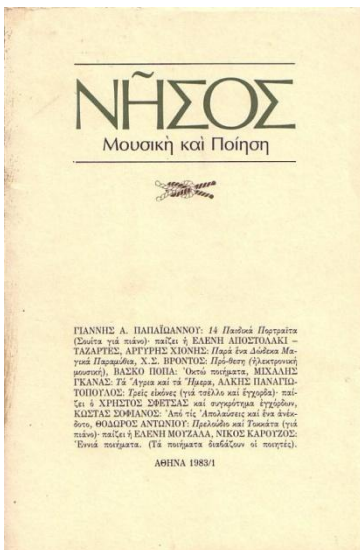 ΝΗ͂ΣΟΣ
Μουσικὴ καὶ Ποίηση
ΓΙΑΝΝΗΣ Α. ΠΑΠΑΪΩΑΝΝΟΥ: 14 Παιδικὰ Πορτραῖτα
(Σουίτα γιὰ πιάνο)· παίζει ἡ ΕΛΕΝΗ ΑΠΟΣΤΟΛΑΚΙ –
ΤΑΖΑΡΤΕΣ, ΑΡΓΥΡΗΣ ΧΙΟΝΗΣ: Παρὰ ἕνα Δώδεκα Μα-
γικὰ Παραμύθια, Χ.Σ. ΒΡΟΝΤΟΣ: Πρό-θεση (ἠλεκτρονικὴ
μουσική), ΒΑΣΚΟ ΠΟΠΑ: Ὀκτώ ποιήματα, ΜΙΧΑΛΗΣ
ΓΚΑΝΑΣ: Τὰ Ἄγρια καὶ τὰ Ἥμερα, ΑΛΚΗΣ ΠΑΝΑΓΙΩ-
ΤΟΠΟΥΛΟΣ: Τρεῖς εἰκόνες (γιὰ τσέλλο καὶ ἔγχορδα)· παί-
ζει ὁ ΧΡΗΣΤΟΣ ΣΦΕΤΣΑΣ καὶ συγκρότημα ἐγχόρδων,
ΚΩΣΤΑΣ ΣΟΦΙΑΝΟΣ: Ἀπὸ τὶς Ἀπολαύσεις καὶ ἕνα ἀνέκ-
δοτο, ΘΟΔΩΡΟΣ ΑΝΤΩΝΙΟΥ: Πρελούδιο καὶ Τοκκάτα (γιὰ
πιάνο)· παίζει ἡ ΕΛΕΝΗ ΜΟΥΖΑΛΑ, ΝΙΚΟΣ ΚΑΡΟΥΖΟΣ:
Ἐννιὰ ποιήματα. (Τὰ ποιήματα διαβάζουν οἱ ποιητές).
ΑΘΗΝΑ 1983/1